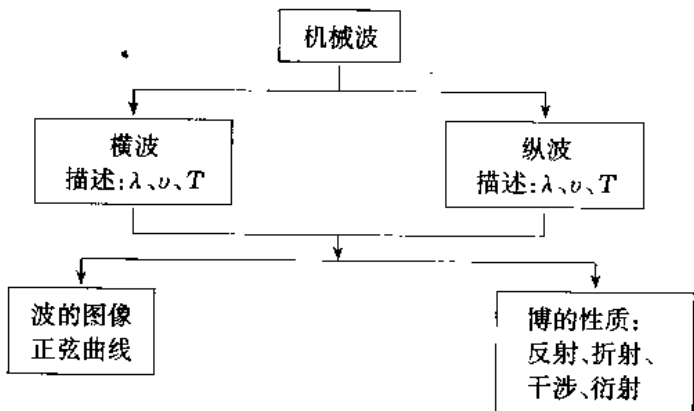 机械波
横波
描述:λ、υ、T
纵波
描述:λ、υ、T
波的图像
正弦曲线
博的性质:
反射、折射、
干涉、衍射